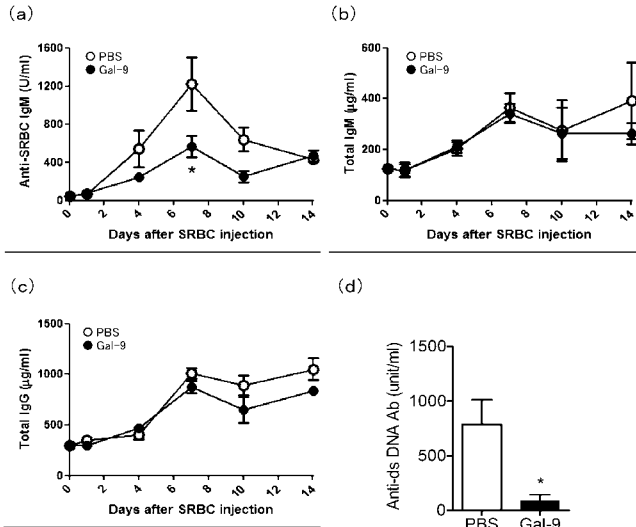 (a)
1600
1200
800
400
0
Anti-SRBC IgM (U/ml)
PBS
Gal-9
*
0 2 4 6 8 10 12 14
Days after SRBC injection
(b)
600
400
200
0
Total IgM (μg/ml)
PBS
Gal-9
0 2 4 6 8 10 12 14
Days after SRBC injection
(c)
1500
1000
500
0
Total IgG (μg/ml)
PBS
Gal-9
0 2 4 6 8 10 12 14
Days after SRBC injection
(d)
1500
1000
500
0
Anti-ds DNA Ab (unit/ml)
*
PBS Gal-9